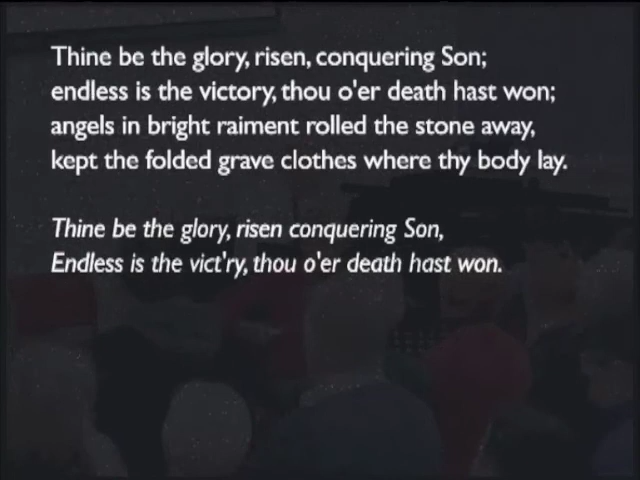 Thine be the glory, risen, conquering Son;
endless is the victory, thou o'er death hast won;
angels in bright raiment rolled the stone away,
kept the folded grave clothes where thy body lay.
Thine be the glory, risen conquering Son,
Endless is the vict'ry, thou o'er death hast won.